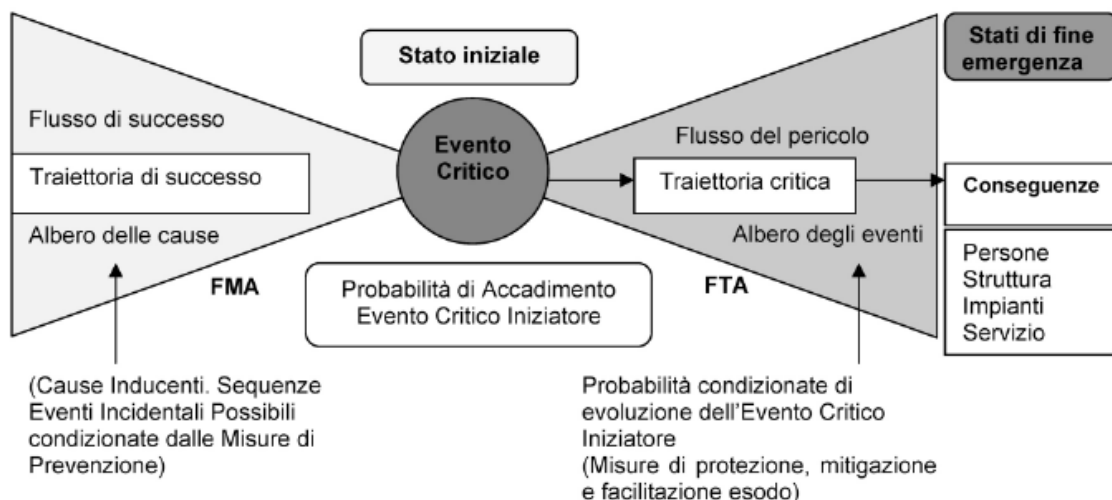 Stato iniziale
Stati di fine
emergenza
Flusso di successo
Traiettoria di successo
Albero delle cause
FMA
Evento
Critico
Probabilità di Accadimento
Evento Critico Iniziatore
Flusso del pericolo
Traiettoria critica
Albero degli eventi
FTA
Conseguenze
Persone
Struttura
Impianti
Servizio
(Cause Inducenti. Sequenze
Eventi Incidentali Possibili
condizionate dalle Misure di
Prevenzione)
Probabilità condizionate di
evoluzione dell'Evento Critico
Iniziatore
(Misure di protezione, mitigazione
e facilitazione esodo)